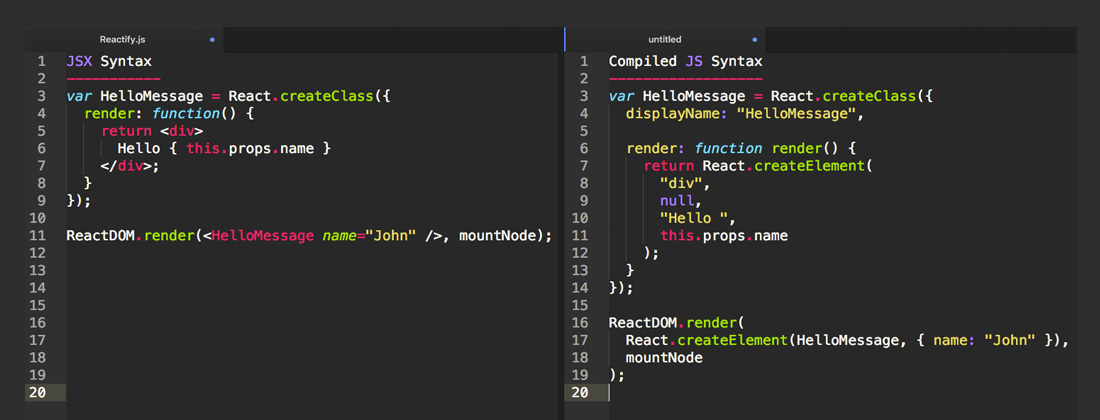 Reactify.js
1 JSX Syntax
2 -----------
3 var HelloMessage = React.createClass({
4   render: function() {
5     return <div>
6       Hello { this.props.name }
7     </div>;
8   }
9 });
10
11 ReactDOM.render(<HelloMessage name="John" />, mountNode);
12
13
14
15
16
17
18
19
20
untitled
1 Compiled JS Syntax
2 ------------------
3 var HelloMessage = React.createClass({
4   displayName: "HelloMessage",
5
6   render: function render() {
7     return React.createElement(
8       "div",
9       null,
10       "Hello ",
11       this.props.name
12     );
13   }
14 });
15
16 ReactDOM.render(
17   React.createElement(HelloMessage, { name: "John" }),
18   mountNode
19 );
20